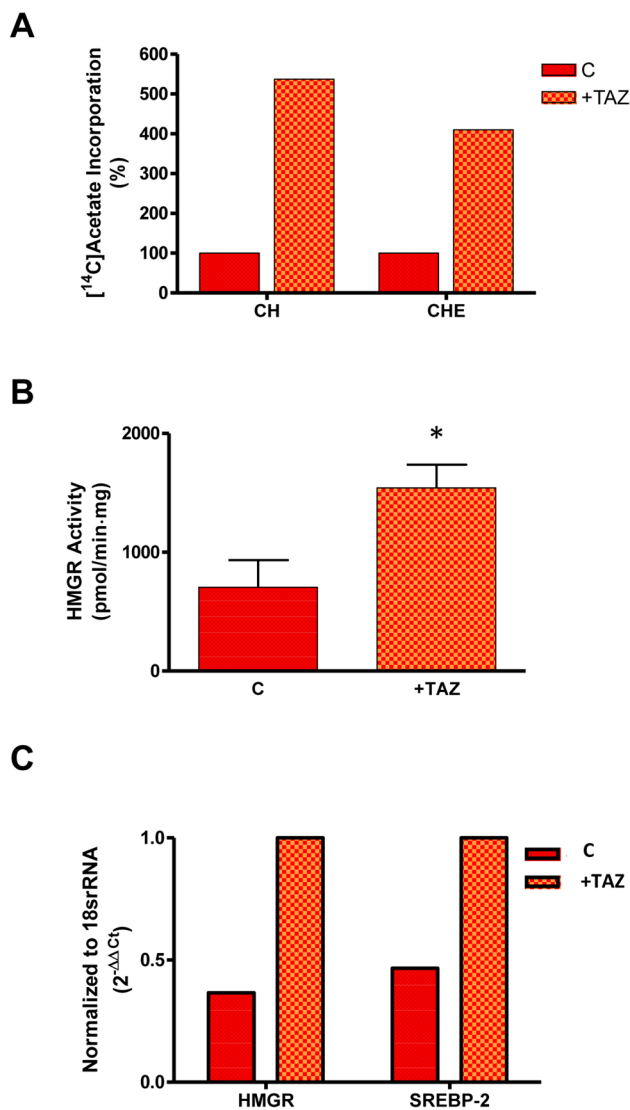 A
[¹⁴C]Acetate Incorporation
(%)
600
500
400
300
200
100
0
CH
CHE
C
+TAZ
B
HMGR Activity
(pmol/min·mg)
2000
1000
0
*
C
+TAZ
C
Normalized to 18srRNA
(2^-ΔΔCt)
1.0
0.5
0.0
HMGR
SREBP-2
C
+TAZ